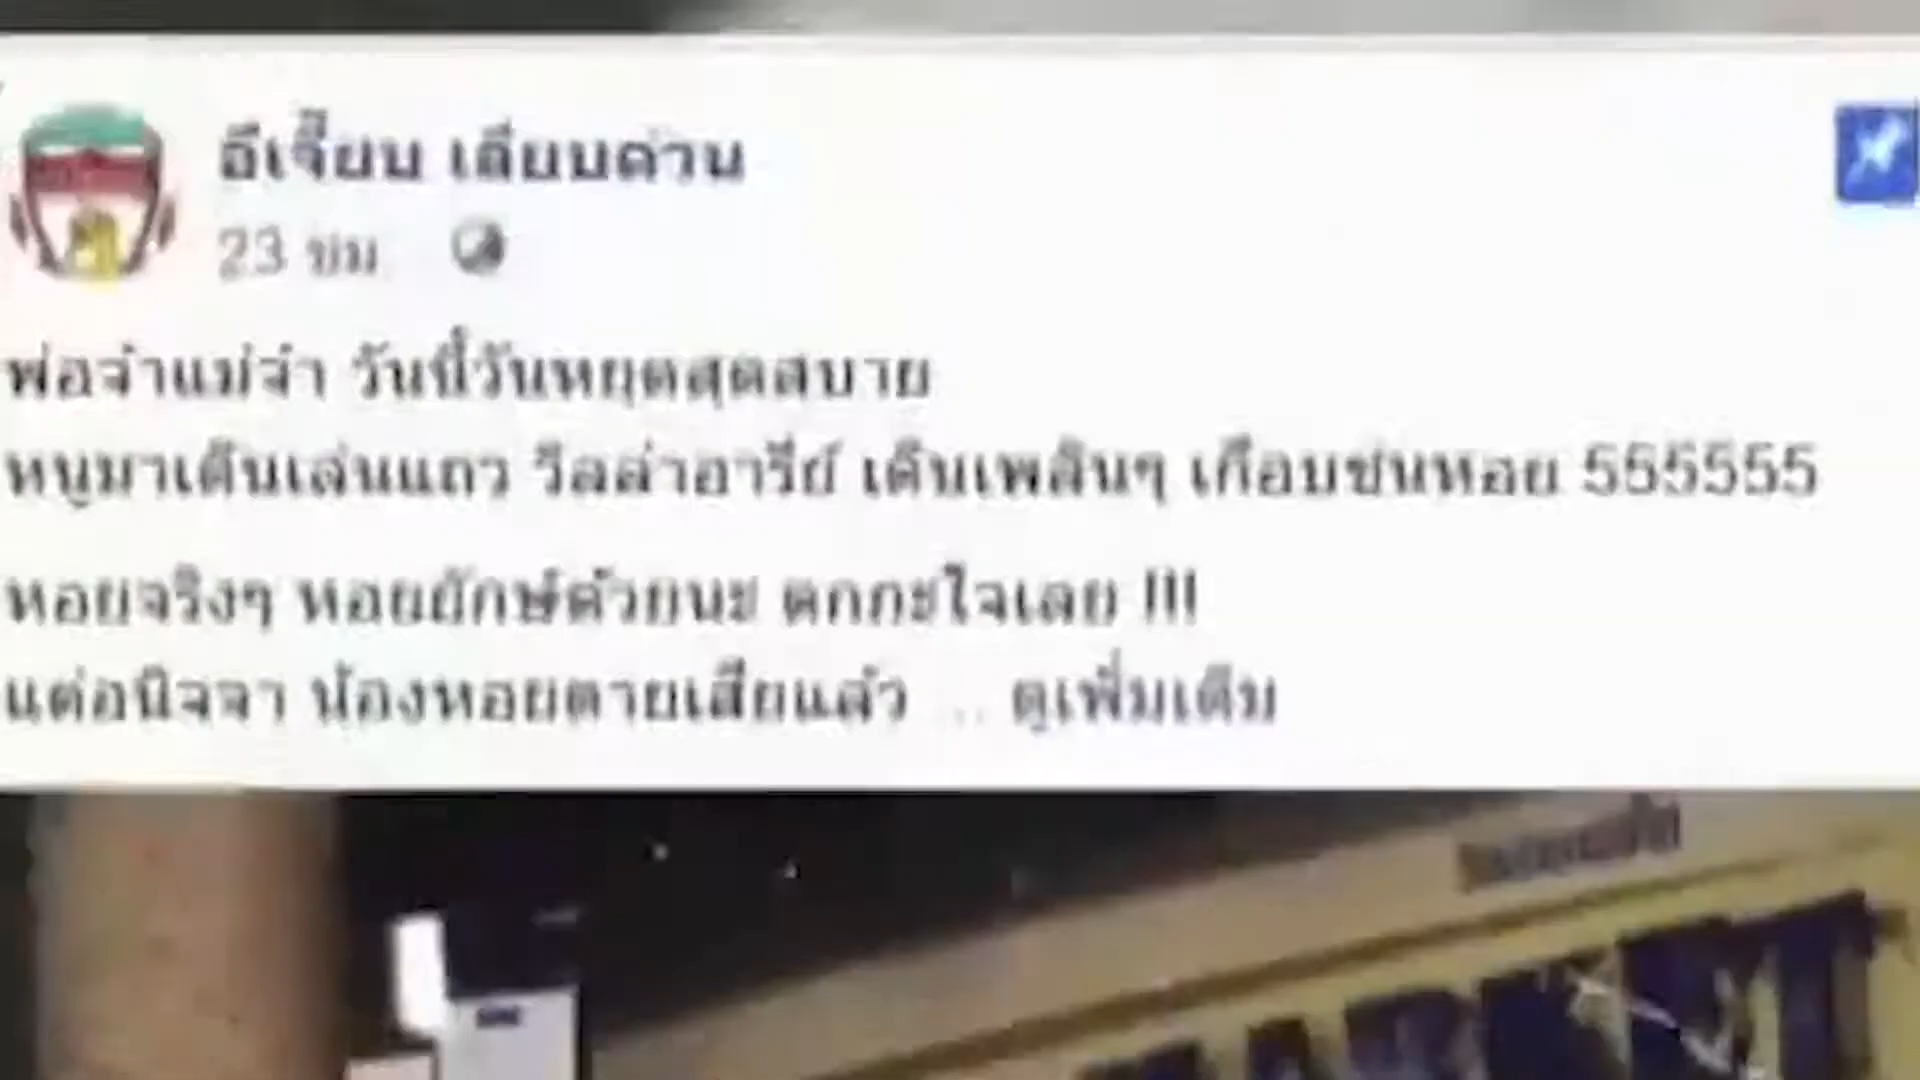 อีเจี๊ยบ เลียบด่วน
23 ชม
พ่อจ๋าแม่จ๋า วันนี้วันหยุดสุดสบาย
หนูมาเดินเล่นแถว วิลล่าอารีย์ เดินเพลินๆ เกือบชนหอย 555555
หอยจริงๆ หอยยักษ์ด้วยนะ ตกกะใจเลย !!!
แต่อนิจจา น้องหอยตายเสียแล้ว ... ดูเพิ่มเติม